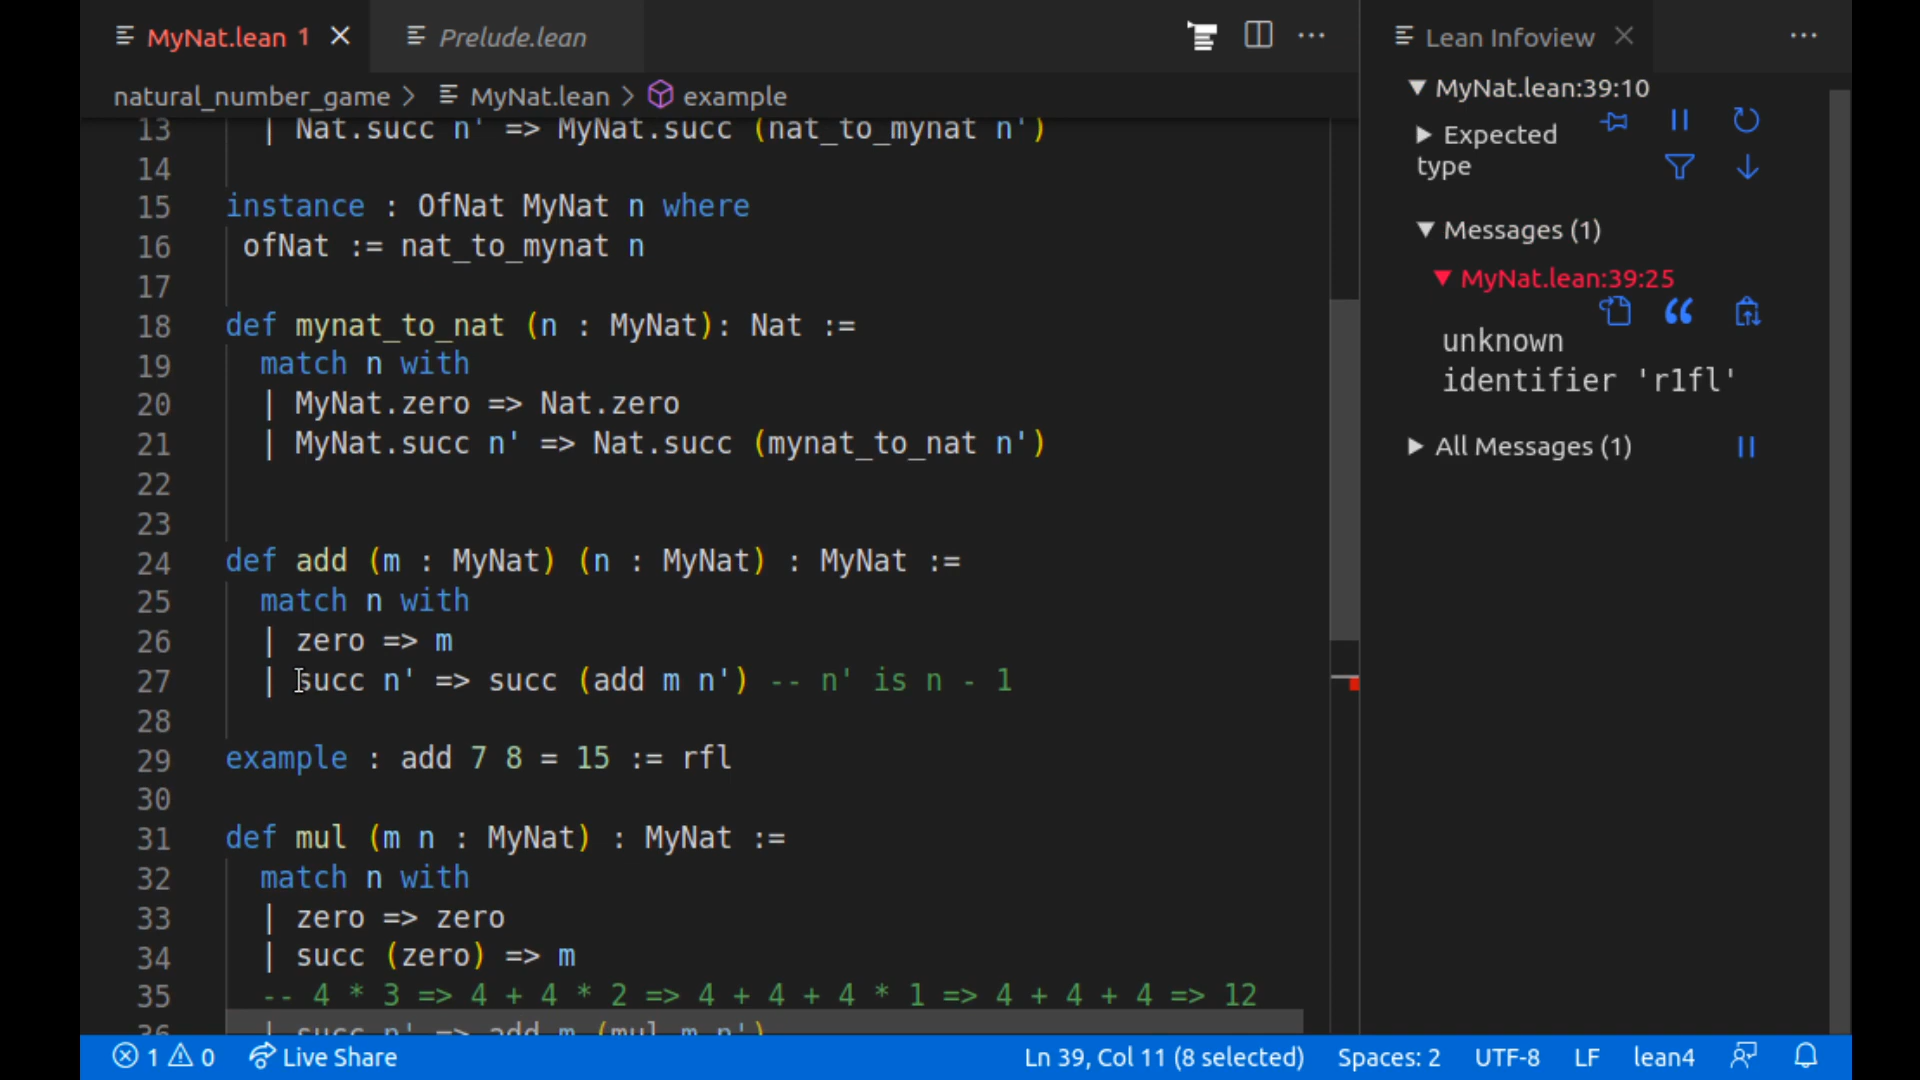 MyNat.lean 1
Prelude.lean
Lean Infoview
natural_number_game > MyNat.lean > example
13 | Nat.succ n' => MyNat.succ (nat_to_mynat n')
14
15 instance : OfNat MyNat n where
16 ofNat := nat_to_mynat n
17
18 def mynat_to_nat (n : MyNat): Nat :=
19 match n with
20 | MyNat.zero => Nat.zero
21 | MyNat.succ n' => Nat.succ (mynat_to_nat n')
22
23
24 def add (m : MyNat) (n : MyNat) : MyNat :=
25 match n with
26 | zero => m
27 | succ n' => succ (add m n') -- n' is n - 1
28
29 example : add 7 8 = 15 := rfl
30
31 def mul (m n : MyNat) : MyNat :=
32 match n with
33 | zero => zero
34 | succ (zero) => m
35 -- 4 * 3 => 4 + 4 * 2 => 4 + 4 + 4 * 1 => 4 + 4 + 4 => 12
36 | succ n' => add m (mul m n')
MyNat.lean:39:10
Expected
type
Messages (1)
MyNat.lean:39:25
unknown
identifier 'r1fl'
All Messages (1)
1 0 Live Share
Ln 39, Col 11 (8 selected) Spaces: 2 UTF-8 LF lean4